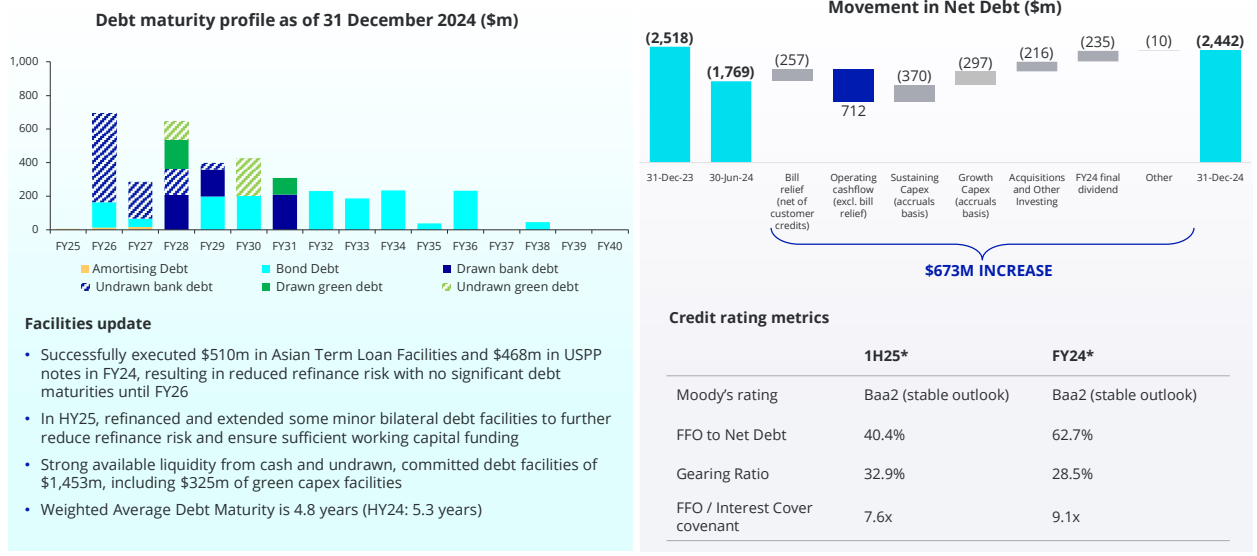 Debt maturity profile as of 31 December 2024 ($m)
1,000
800
600
400
200
0
FY25 FY26 FY27 FY28 FY29 FY30 FY31 FY32 FY33 FY34 FY35 FY36 FY37 FY38 FY39 FY40
Amortising Debt Bond Debt Drawn bank debt
Undrawn bank debt Drawn green debt Undrawn green debt
Facilities update
• Successfully executed $510m in Asian Term Loan Facilities and $468m in USPP
notes in FY24, resulting in reduced refinance risk with no significant debt
maturities until FY26
• In HY25, refinanced and extended some minor bilateral debt facilities to further
reduce refinance risk and ensure sufficient working capital funding
• Strong available liquidity from cash and undrawn, committed debt facilities of
$1,453m, including $325m of green capex facilities
• Weighted Average Debt Maturity is 4.8 years (HY24: 5.3 years)
Movement in Net Debt ($m)
(2,518)
(1,769)
(257)
712
(370)
(297)
(216)
(235)
(10)
(2,442)
31-Dec-23
30-Jun-24
Bill
relief
(net of
customer
credits)
Operating
cashflow
(excl. bill
relief)
Sustaining
Capex
(accruals
basis)
Growth
Capex
(accruals
basis)
Acquisitions
and Other
Investing
FY24 final
dividend
Other
31-Dec-24
$673M INCREASE
Credit rating metrics
1H25* FY24*
Moody's rating Baa2 (stable outlook) Baa2 (stable outlook)
FFO to Net Debt 40.4% 62.7%
Gearing Ratio 32.9% 28.5%
FFO / Interest Cover
covenant 7.6x 9.1x